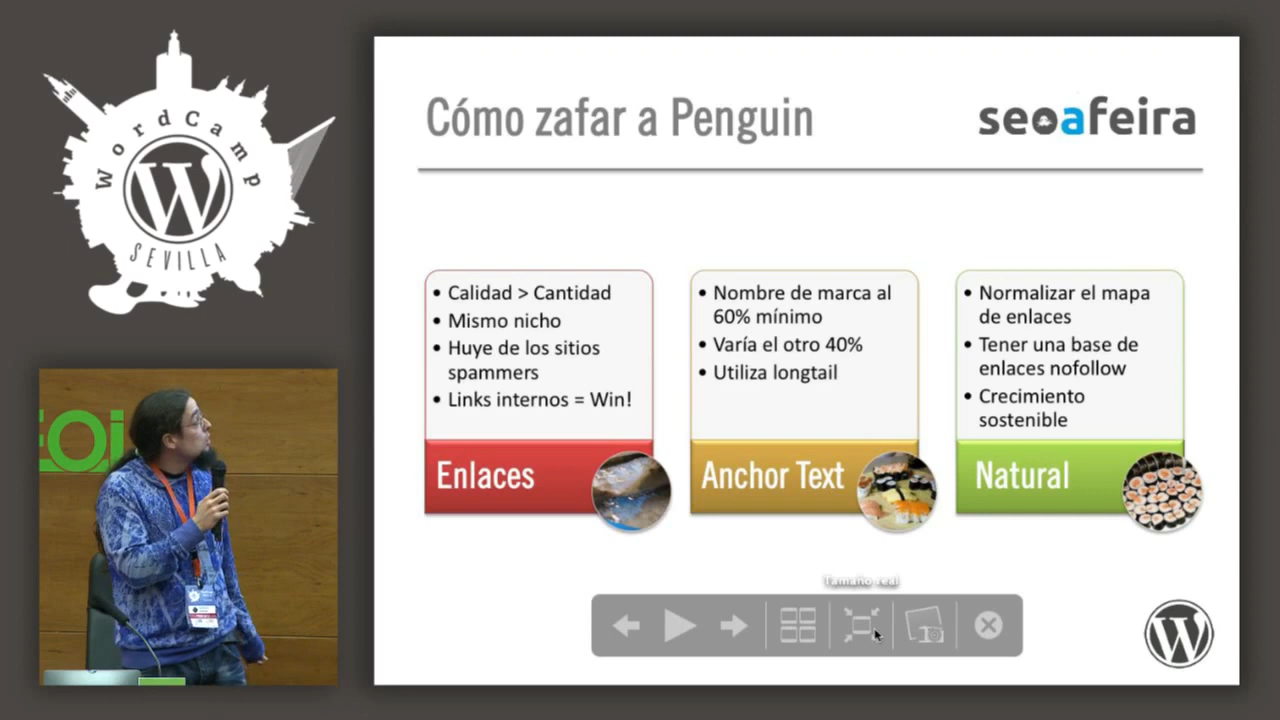 WordCamp
SEVILLA
EOi
Cómo zafar a Penguin
seoafeira
• Calidad > Cantidad
• Mismo nicho
• Huye de los sitios
spammers
• Links internos = Win!
Enlaces
• Nombre de marca al
60% mínimo
• Varía el otro 40%
• Utiliza longtail
Anchor Text
• Normalizar el mapa
de enlaces
• Tener una base de
enlaces nofollow
• Crecimiento
sostenible
Natural
Tamaño real